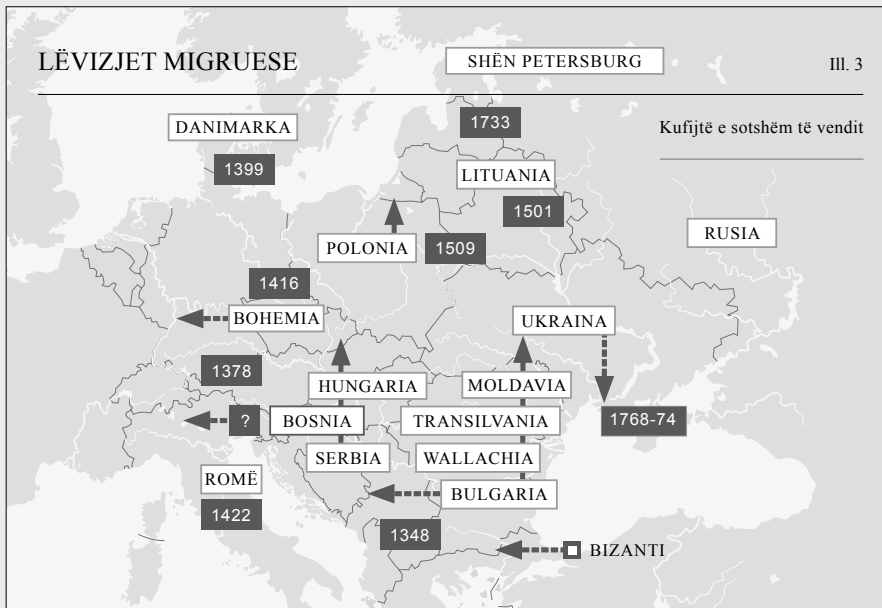 LËVIZJET MIGRUESE
SHËN PETERSBURG
Ill. 3
DANIMARKA
1733
Kufijtë e sotshëm të vendit
1399
LITUANIA
1501
RUSIA
POLONIA
1509
1416
BOHEMIA
UKRAINA
1378
HUNGARIA
MOLDAVIA
?
BOSNIA
TRANSILVANIA
1768-74
SERBIA
WALLACHIA
ROMË
BULGARIA
1422
1348
BIZANTI